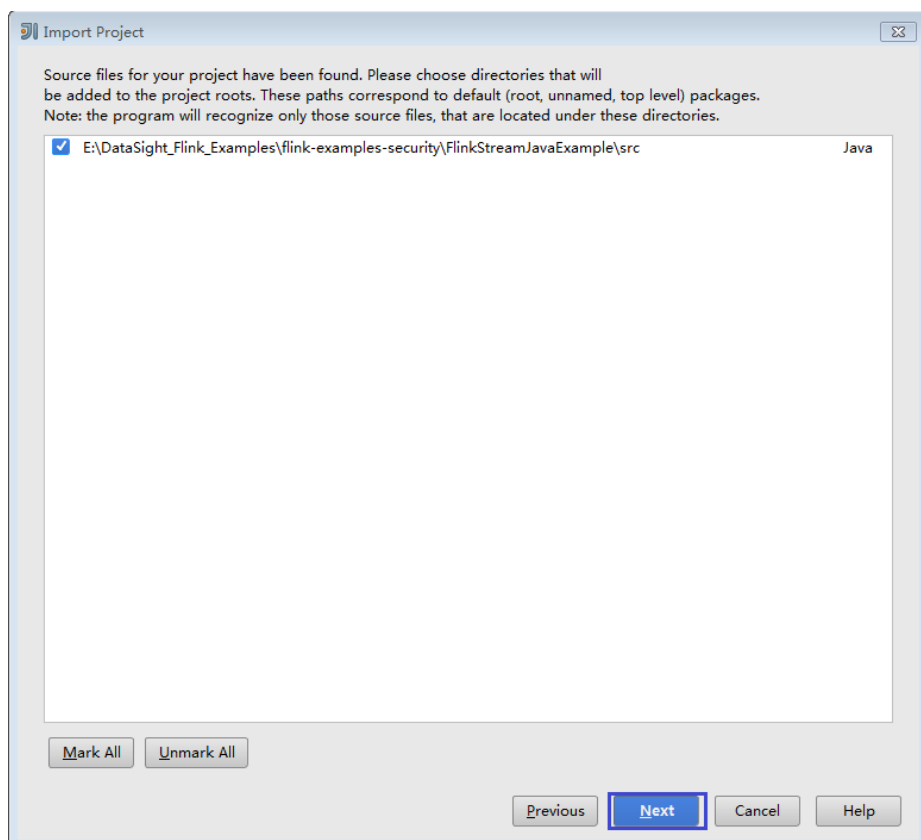 Import Project
Source files for your project have been found. Please choose directories that will
be added to the project roots. These paths correspond to default (root, unnamed, top level) packages.
Note: the program will recognize only those source files, that are located under these directories.
E:\DataSight_Flink_Examples\flink-examples-security\FlinkStreamJavaExample\src Java
Mark All Unmark All
Previous Next Cancel Help